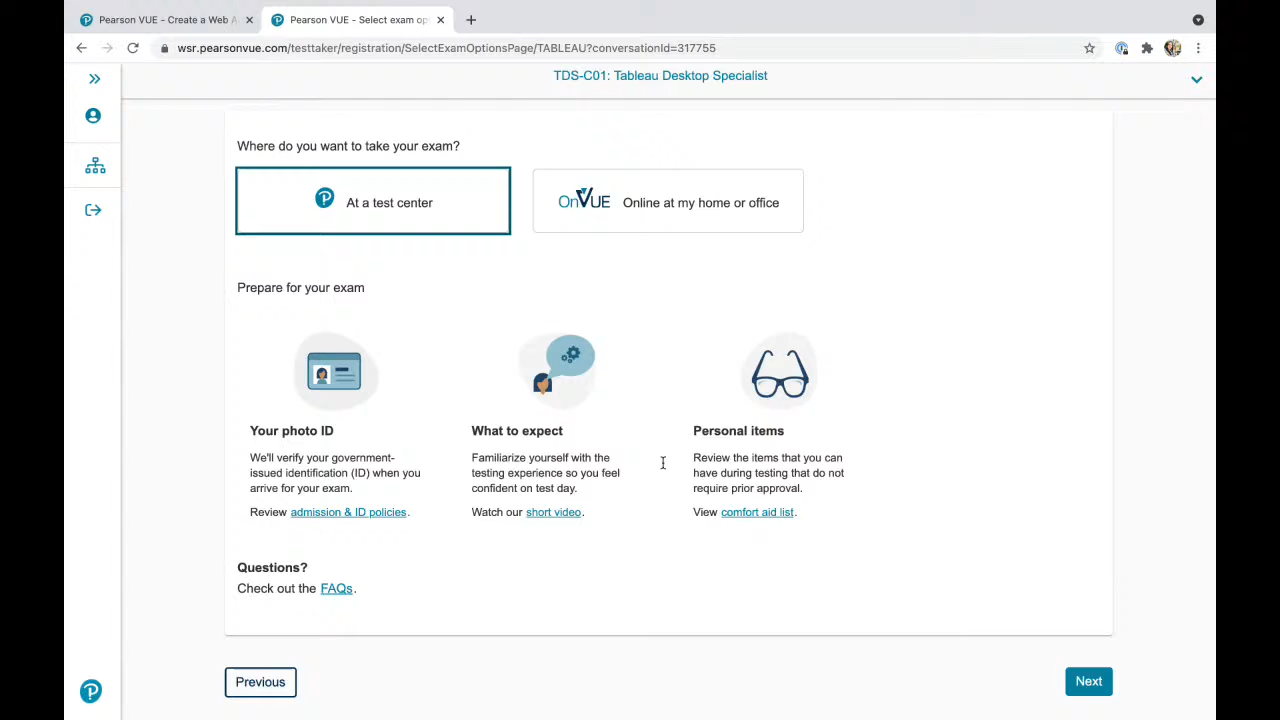 Pearson VUE - Create a Web A
Pearson VUE - Select exam op
wsr.pearsonvue.com/testtaker/registration/SelectExamOptionsPage/TABLEAU?conversationId=317755
TDS-C01: Tableau Desktop Specialist
Where do you want to take your exam?
At a test center
OnVUE Online at my home or office
Prepare for your exam
Your photo ID
We'll verify your government-
issued identification (ID) when you
arrive for your exam.
Review admission & ID policies.
What to expect
Familiarize yourself with the
testing experience so you feel
confident on test day.
Watch our short video.
Personal items
Review the items that you can
have during testing that do not
require prior approval.
View comfort aid list.
Questions?
Check out the FAQs.
Previous
Next